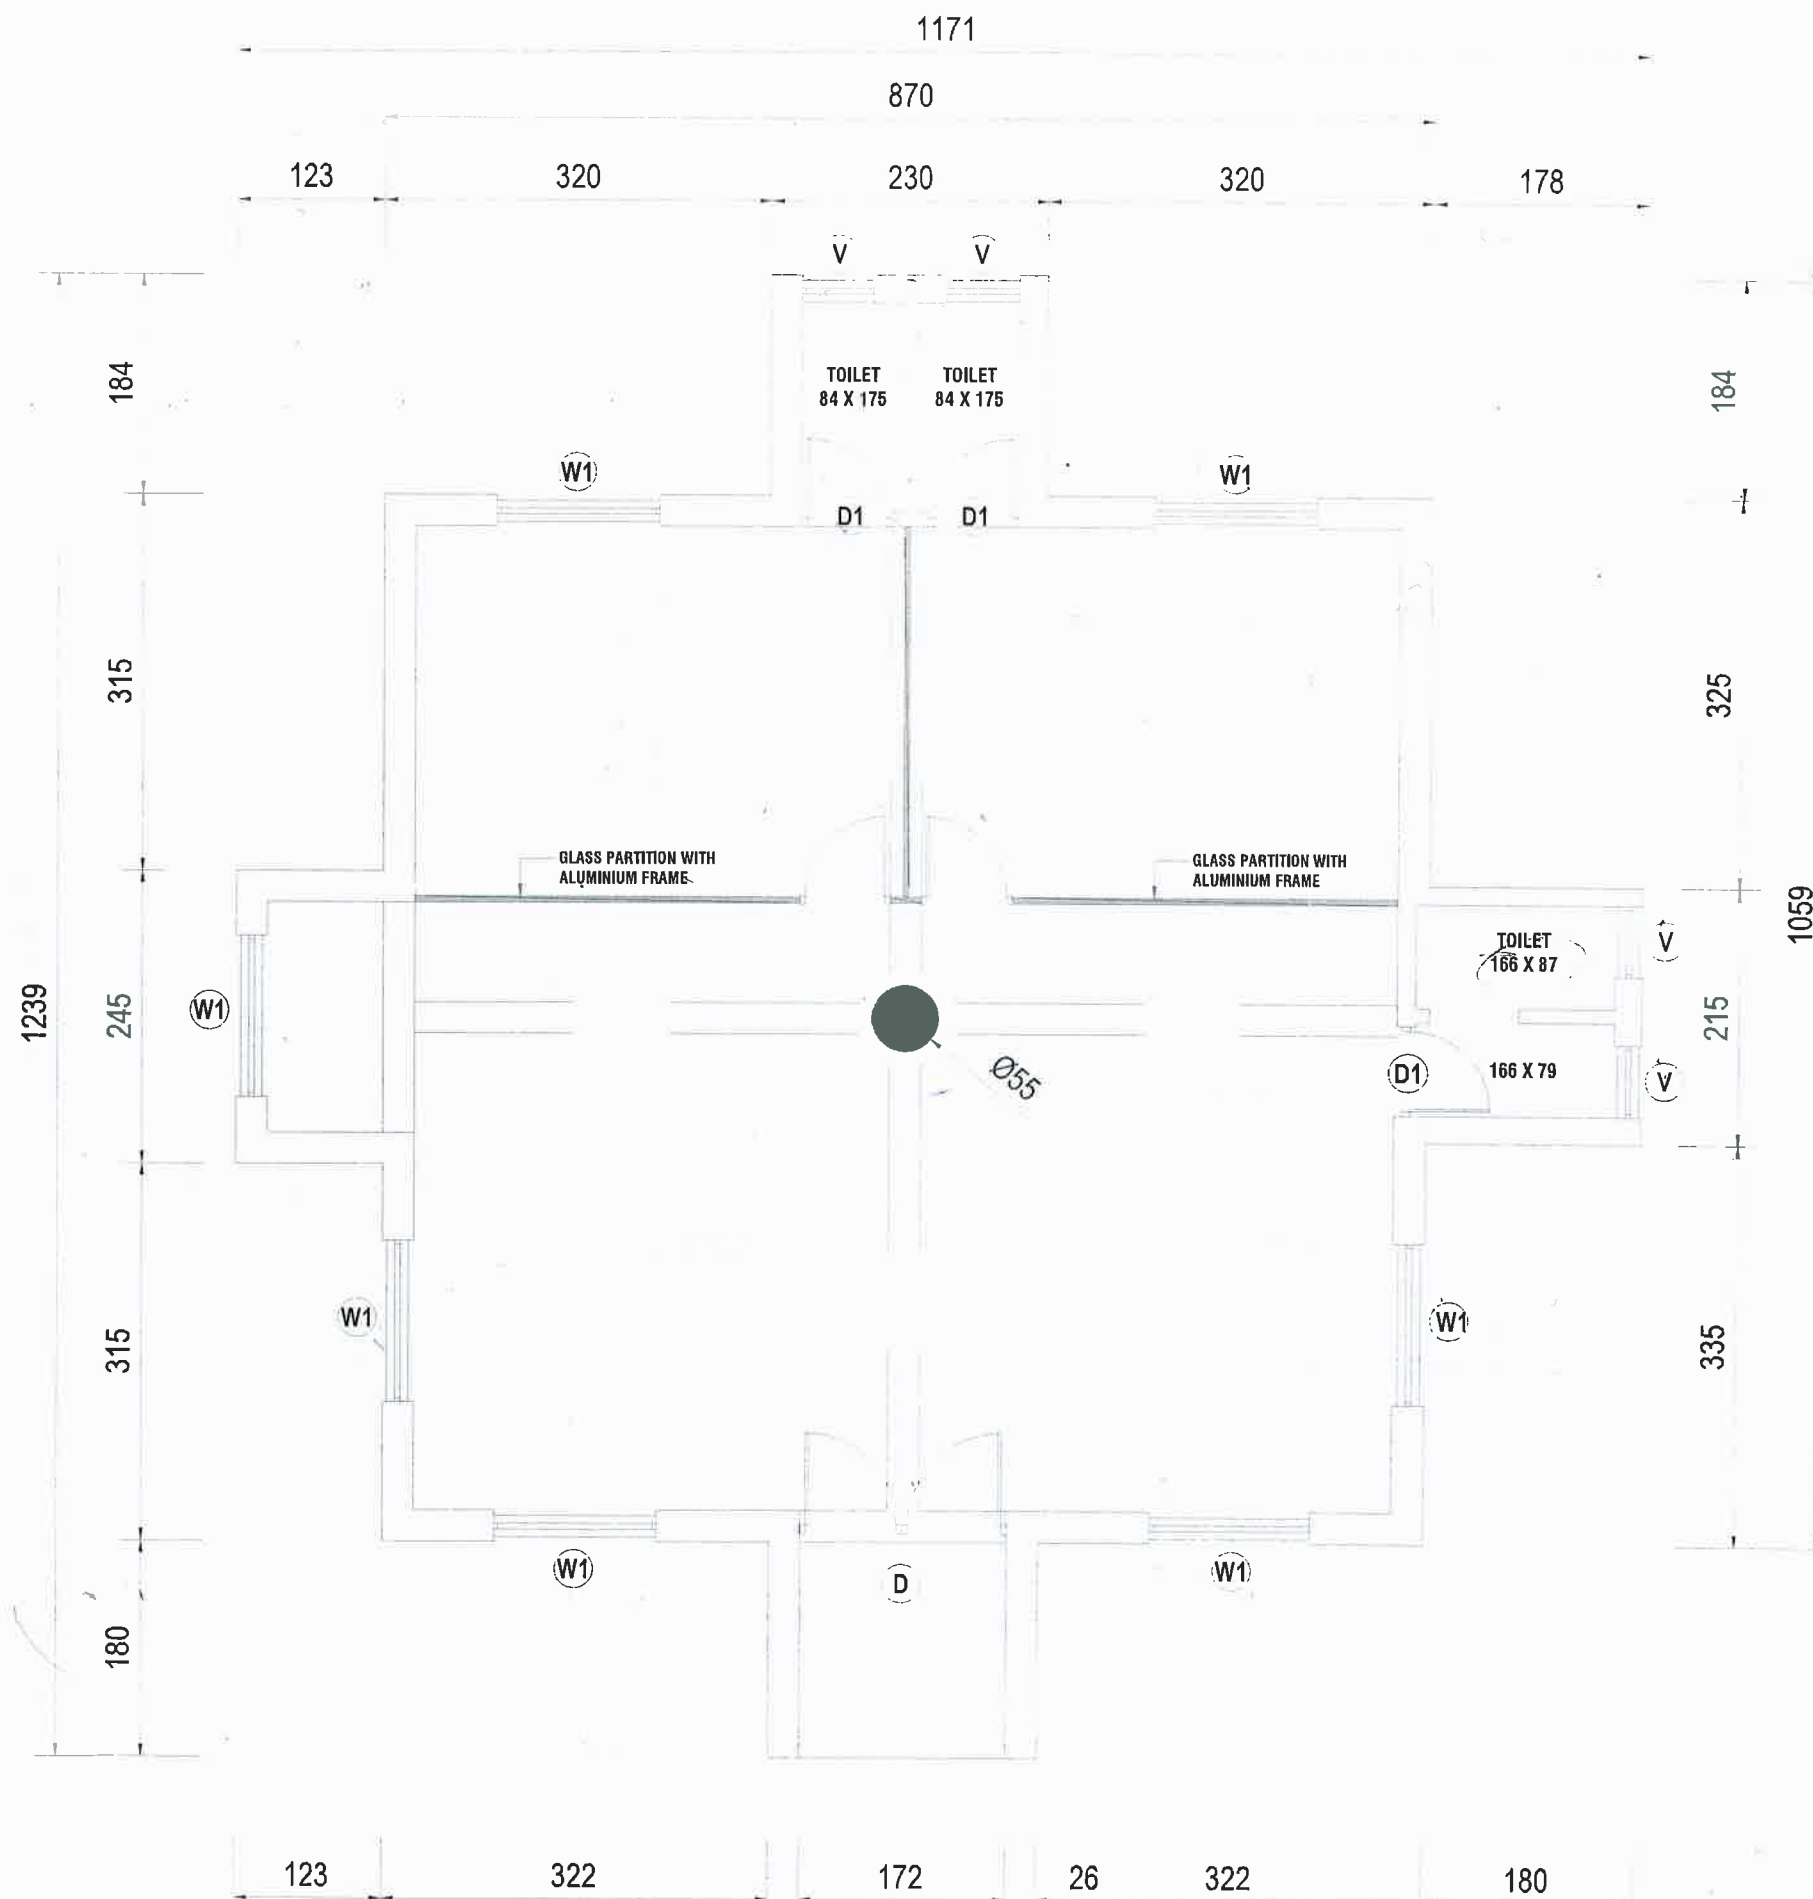 1171
870
123 320 230 320 178
V V
184
TOILET
84 X 175
TOILET
84 X 175
184
W1 W1
D1 D1
315
325
GLASS PARTITION WITH
ALUMINIUM FRAME
GLASS PARTITION WITH
ALUMINIUM FRAME
1059
TOILET
166 X 87
V
1239
245
W1
215
Ø55
D1
166 X 79
V
315
W1
W1
335
W1
D
W1
180
123 322 172 26 322 180